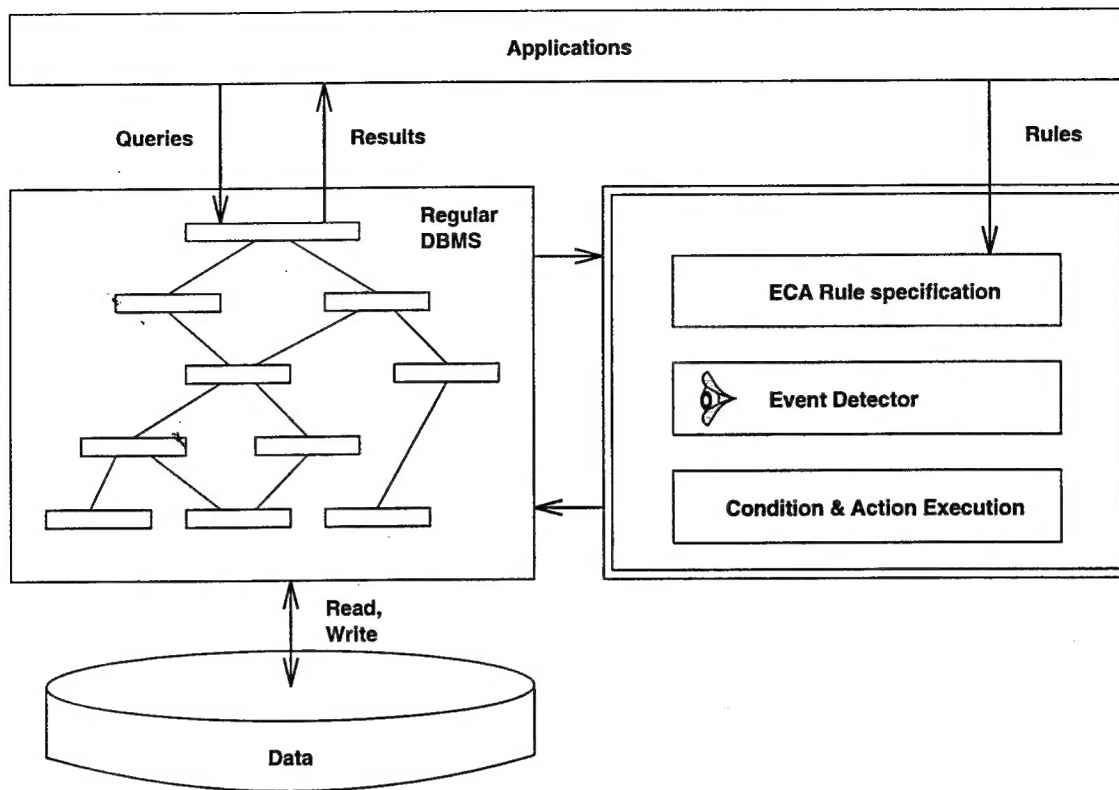 Applications
Queries
Results
Rules
Regular
DBMS
ECA Rule specification
Event Detector
Condition & Action Execution
Read,
Write
Data